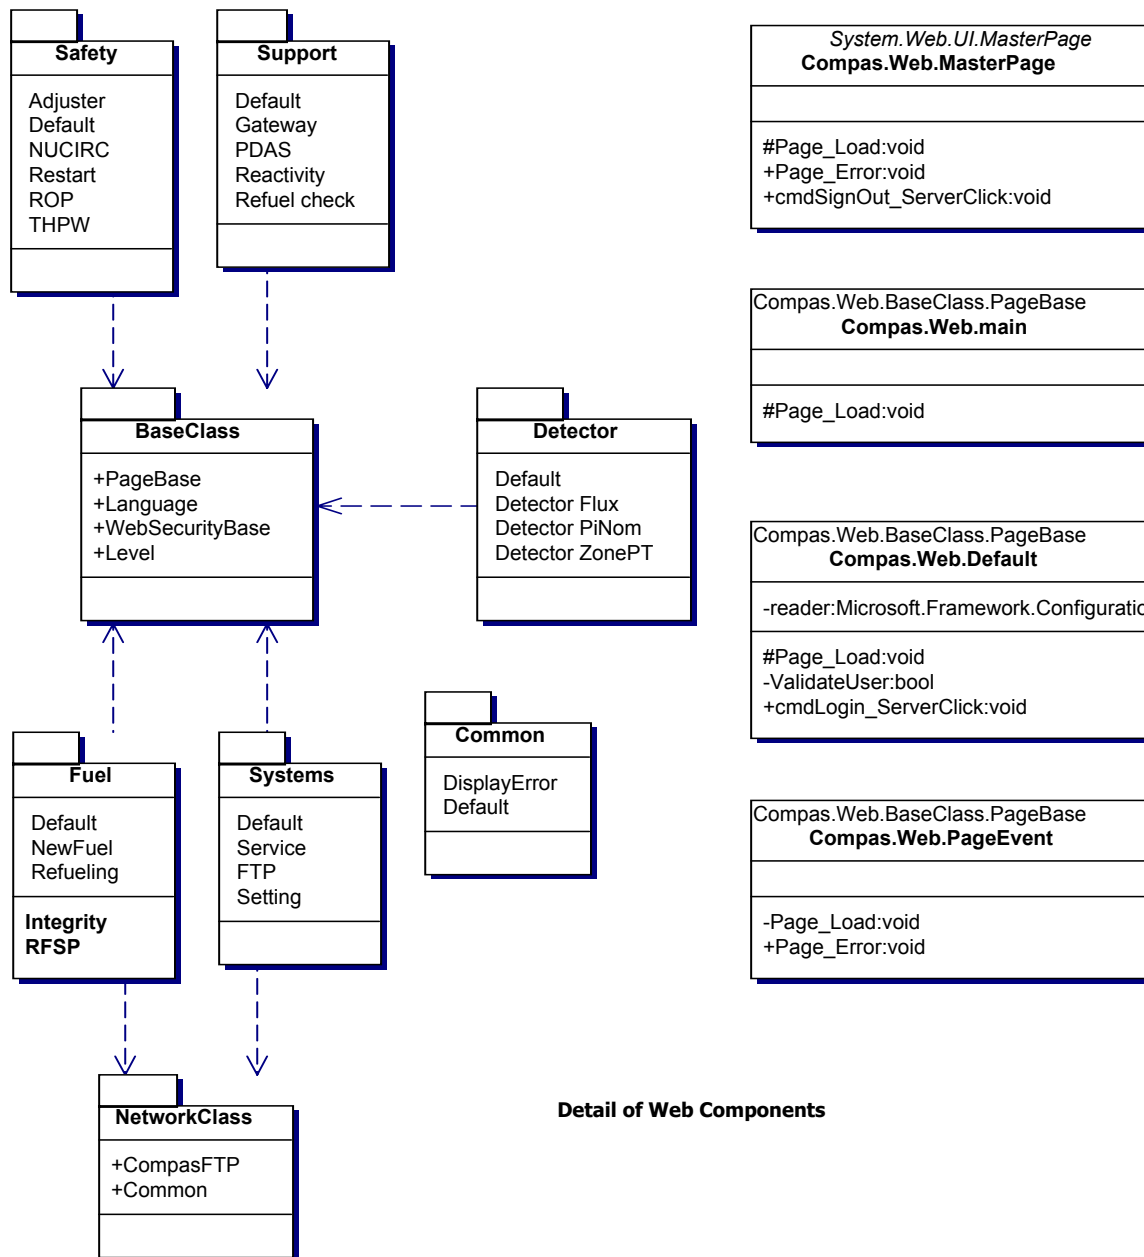 Safety
Adjuster
Default
NUCIRC
Restart
ROP
THPW
Support
Default
Gateway
PDAS
Reactivity
Refuel check
System.Web.UI.MasterPage
Compas.Web.MasterPage
#Page_Load:void
+Page_Error:void
+cmdSignOut_ServerClick:void
Compas.Web.BaseClass.PageBase
Compas.Web.main
#Page_Load:void
BaseClass
+PageBase
+Language
+WebSecurityBase
+Level
Detector
Default
Detector Flux
Detector PiNom
Detector ZonePT
Compas.Web.BaseClass.PageBase
Compas.Web.Default
-reader:Microsoft.Framework.Configuratio
#Page_Load:void
-ValidateUser:bool
+cmdLogin_ServerClick:void
Fuel
Default
NewFuel
Refueling
Integrity
RFSP
Systems
Default
Service
FTP
Setting
Common
DisplayError
Default
Compas.Web.BaseClass.PageBase
Compas.Web.PageEvent
-Page_Load:void
+Page_Error:void
NetworkClass
+CompasFTP
+Common
Detail of Web Components